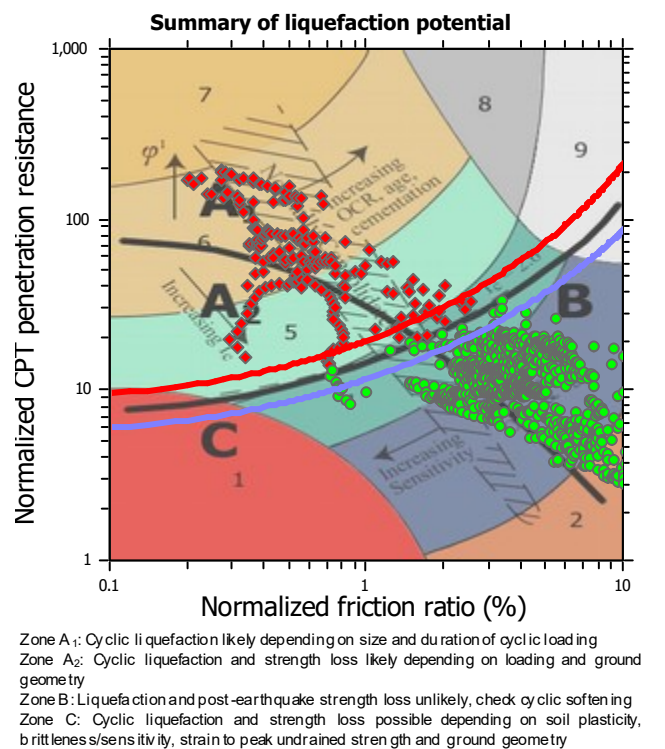 Summary of liquefaction potential
1,000
7
8
9
φ'
Increasing
OCR, age,
cementation
A
100
6
A2
B
Increasing Ic
5
10
C
1
Increasing
Sensitivity
2
1
0.1
1
10
Normalized CPT penetration resistance
Normalized friction ratio (%)
Zone A1: Cyclic liquefaction likely depending on size and duration of cyclic loading
Zone A2: Cyclic liquefaction and strength loss likely depending on loading and ground
geometry
Zone B: Liquefaction and post-earthquake strength loss unlikely, check cyclic softening
Zone C: Cyclic liquefaction and strength loss possible depending on soil plasticity,
brittleness/sensitivity, strain to peak undrained strength and ground geometry